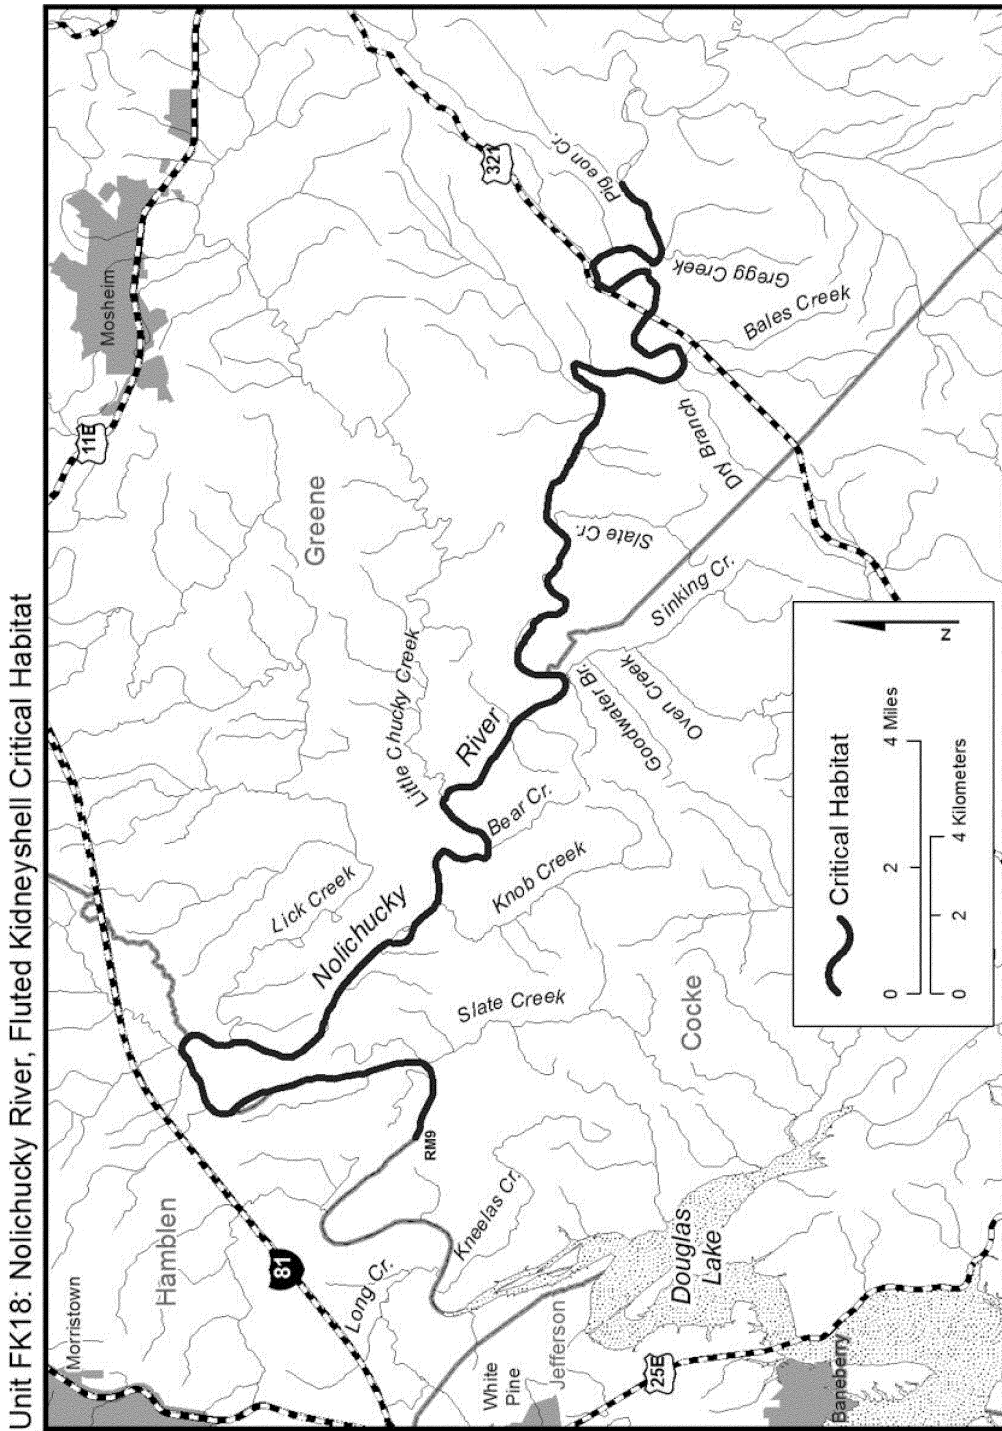 Unit FK18: Nolichucky River, Fluted Kidneyshell Critical Habitat
Morristown
Hamblen
81
11E
Mosheim
Greene
321
Pigeon Cr.
Gregg Creek
Bales Creek
Dry Branch
Slate Cr.
Sinking Cr.
Oven Creek
Goodwater Br.
Little Chucky Creek
Nolichucky
River
Bear Cr.
Knob Creek
Lick Creek
Slate Creek
RM9
Long Cr.
Kneelas Cr.
Cocke
White
Pine
Jefferson
Douglas
Lake
25E
Baneberry
Critical Habitat
0 2 4 Miles
0 2 4 Kilometers
N